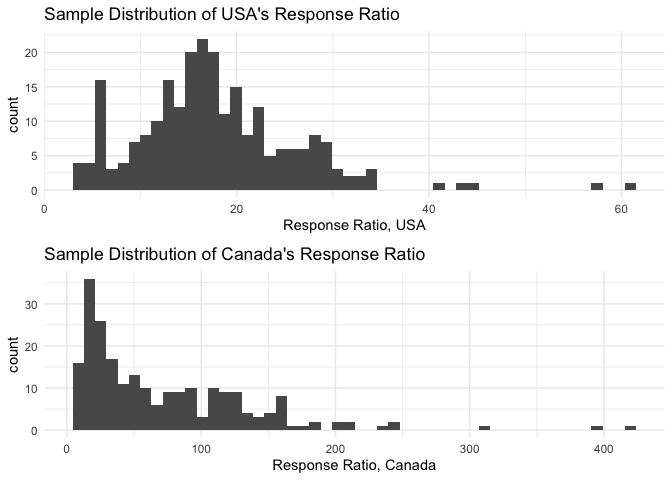 Sample Distribution of USA's Response Ratio
20
15
10
5
0
count
0 20 40 60
Response Ratio, USA
Sample Distribution of Canada's Response Ratio
30
20
10
0
count
0 100 200 300 400
Response Ratio, Canada